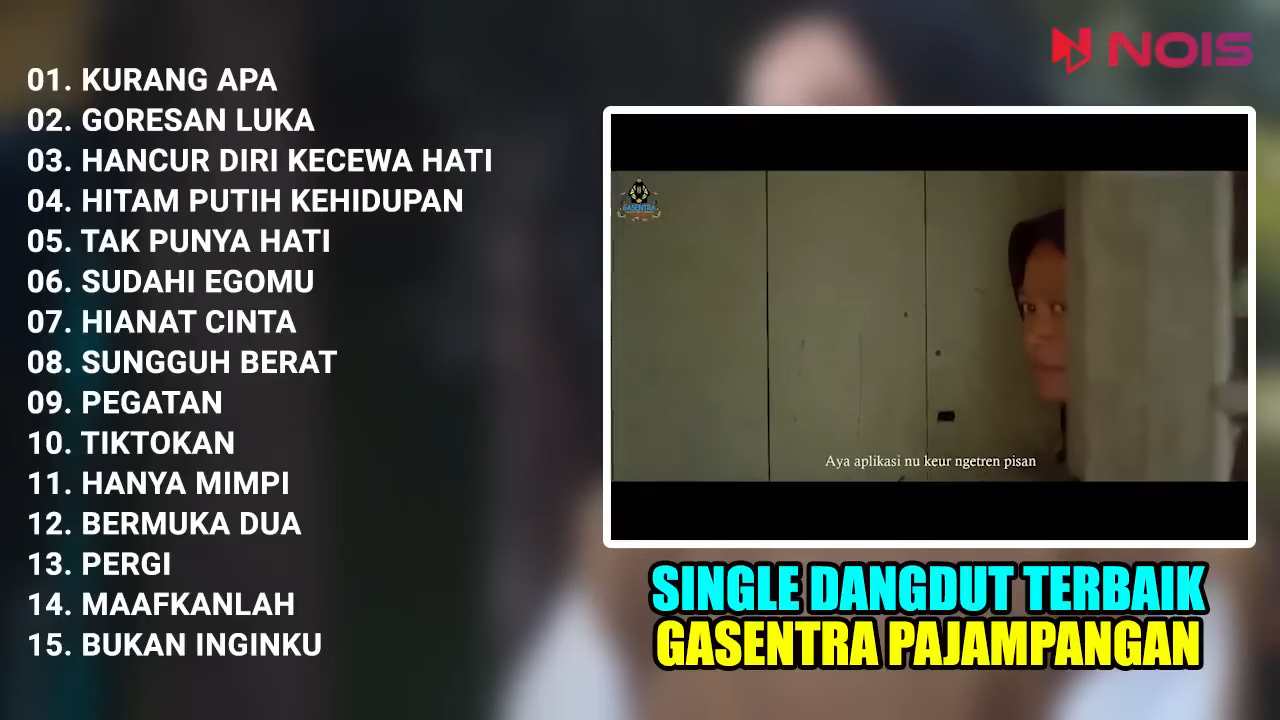 NOIS
01. KURANG APA
02. GORESAN LUKA
03. HANCUR DIRI KECEWA HATI
04. HITAM PUTIH KEHIDUPAN
05. TAK PUNYA HATI
06. SUDAHI EGOMU
07. HIANAT CINTA
08. SUNGGUH BERAT
09. PEGATAN
10. TIKTOKAN
11. HANYA MIMPI
12. BERMUKA DUA
13. PERGI
14. MAAFKANLAH
15. BUKAN INGINKU
GASENTRA
Aya aplikasi nu keur ngetren pisan
SINGLE DANGDUT TERBAIK
GASENTRA PAJAMPANGAN